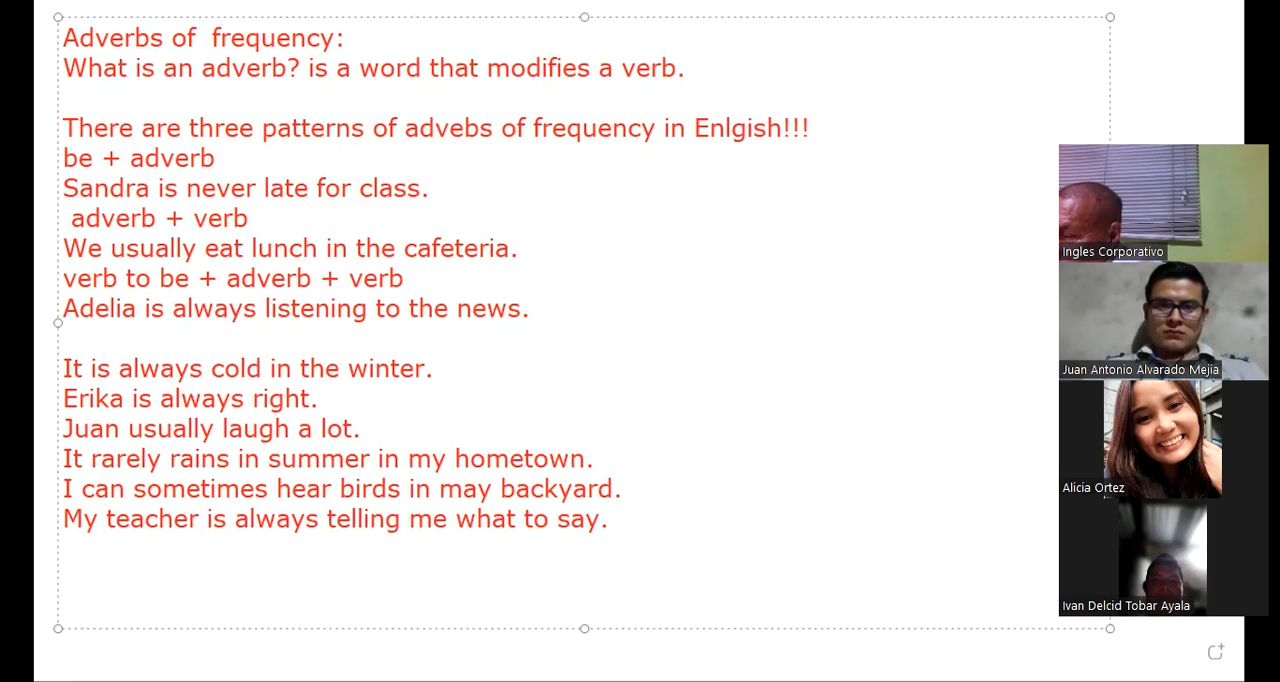 Adverbs of  frequency:
What is an adverb? is a word that modifies a verb.
There are three patterns of advebs of frequency in Enlgish!!!
be + adverb
Sandra is never late for class.
adverb + verb
We usually eat lunch in the cafeteria.
verb to be + adverb + verb
Adelia is always listening to the news.
It is always cold in the winter.
Erika is always right.
Juan usually laugh a lot.
It rarely rains in summer in my hometown.
I can sometimes hear birds in may backyard.
My teacher is always telling me what to say.
Ingles Corporativo
Juan Antonio Alvarado Mejia
Alicia Ortez
Ivan Delcid Tobar Ayala